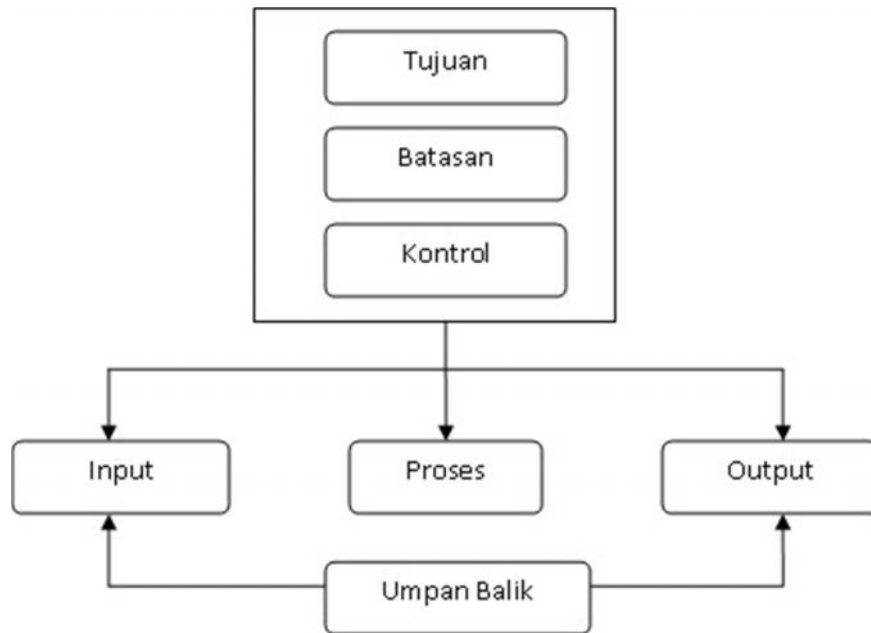 Tujuan
Batasan
Kontrol
Input
Proses
Output
Umpan Balik